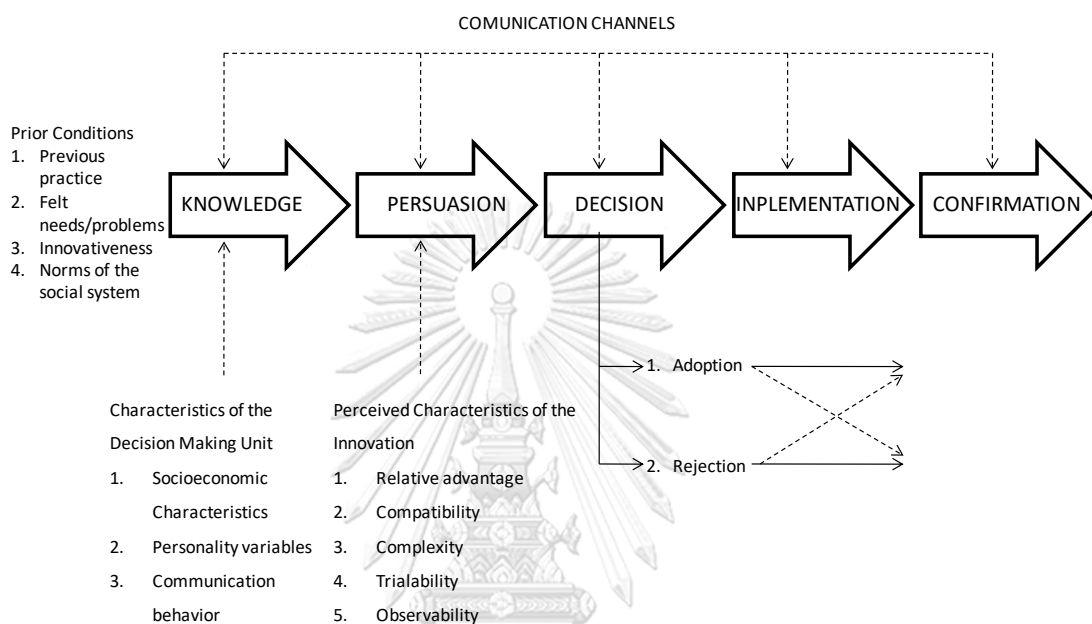 COMUNICATION CHANNELS
Prior Conditions
1. Previous
practice
2. Felt
needs/problems
3. Innovativeness
4. Norms of the
social system
KNOWLEDGE
PERSUASION
DECISION
INPLEMENTATION
CONFIRMATION
1. Adoption
2. Rejection
Characteristics of the
Decision Making Unit
1. Socioeconomic
Characteristics
2. Personality variables
3. Communication
behavior
Perceived Characteristics of the
Innovation
1. Relative advantage
2. Compatibility
3. Complexity
4. Trialability
5. Observability